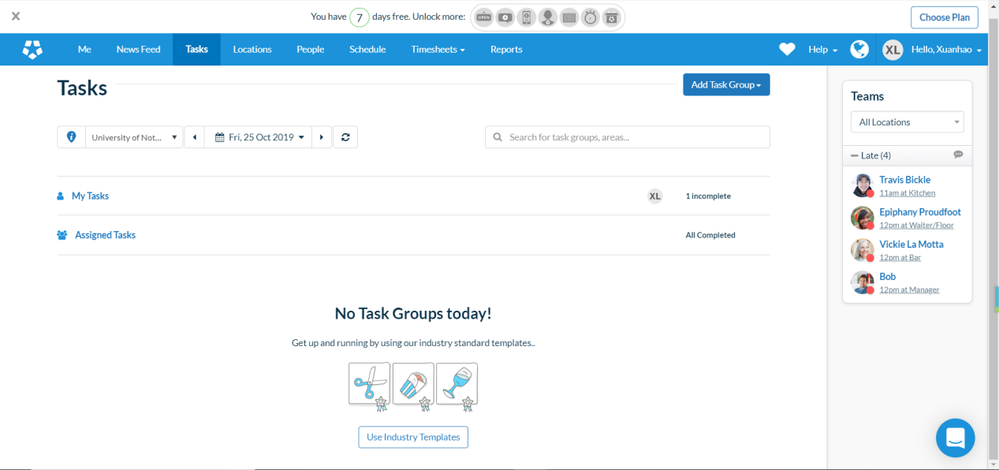 You have 7 days free. Unlock more:
OPEN
Choose Plan
Me News Feed Tasks Locations People Schedule Timesheets Reports Help XL Hello, Xuanhao
Tasks
Add Task Group
Teams
All Locations
University of Not... Fri, 25 Oct 2019 Search for task groups, areas...
Late (4)
Travis Bickle
11am at Kitchen
My Tasks XL 1 incomplete
Epiphany Proudfoot
12pm at Waiter/Floor
Assigned Tasks All Completed
Vickie La Motta
12pm at Bar
Bob
12pm at Manager
No Task Groups today!
Get up and running by using our industry standard templates..
Use Industry Templates